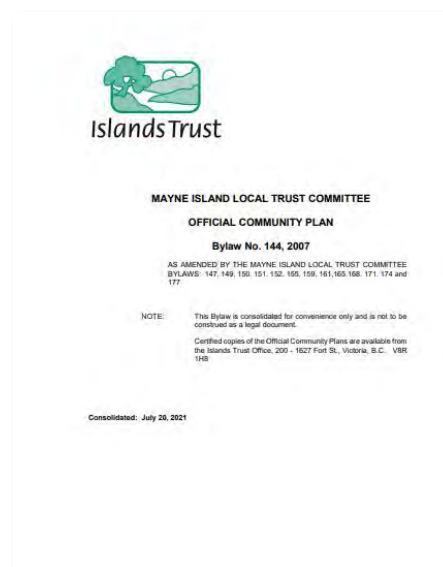 Islands Trust
MAYNE ISLAND LOCAL TRUST COMMITTEE
OFFICIAL COMMUNITY PLAN
Bylaw No. 144, 2007
AS AMENDED BY THE MAYNE ISLAND LOCAL TRUST COMMITTEE
BYLAWS: 147, 149, 150. 151. 152, 155, 159, 161,165.168. 171. 174 and
177
NOTE: This Bylaw is consolidated for convenience only and is not to be
construed as a legal document.
Certified copies of the Official Community Plans are available from
the Islands Trust Office, 200 - 1627 Fort St., Victoria, B.C. V8R
1H8
Consolidated: July 20, 2021